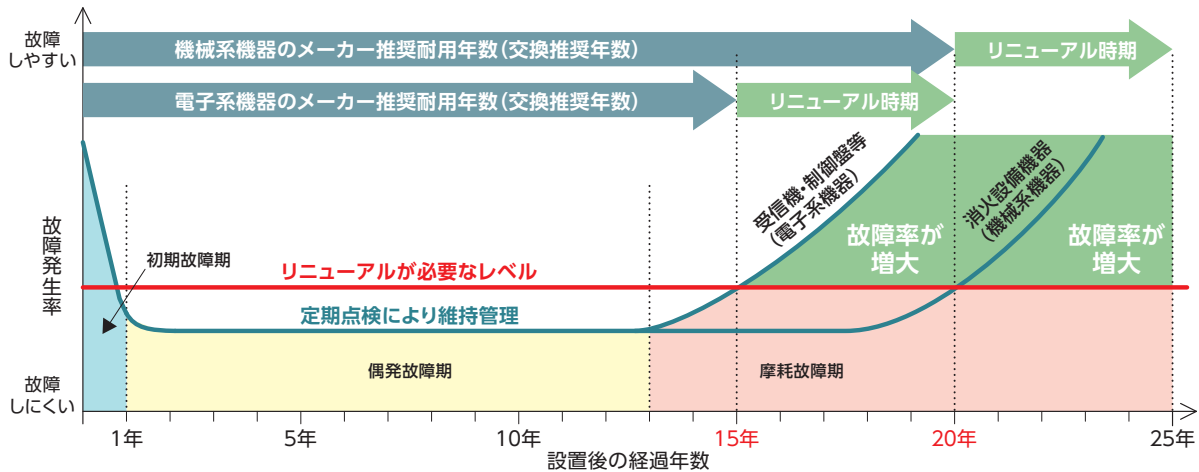 故障
しやすい
機械系機器のメーカー推奨耐用年数（交換推奨年数）
リニューアル時期
電子系機器のメーカー推奨耐用年数（交換推奨年数）
リニューアル時期
受信機・制御盤等
（電子系機器）
消火設備機器
（機械系機器）
故障率が
増大
故障率が
増大
故障発生率
初期故障期
リニューアルが必要なレベル
定期点検により維持管理
偶発故障期
摩耗故障期
故障
しにくい
1年
5年
10年
15年
20年
25年
設置後の経過年数